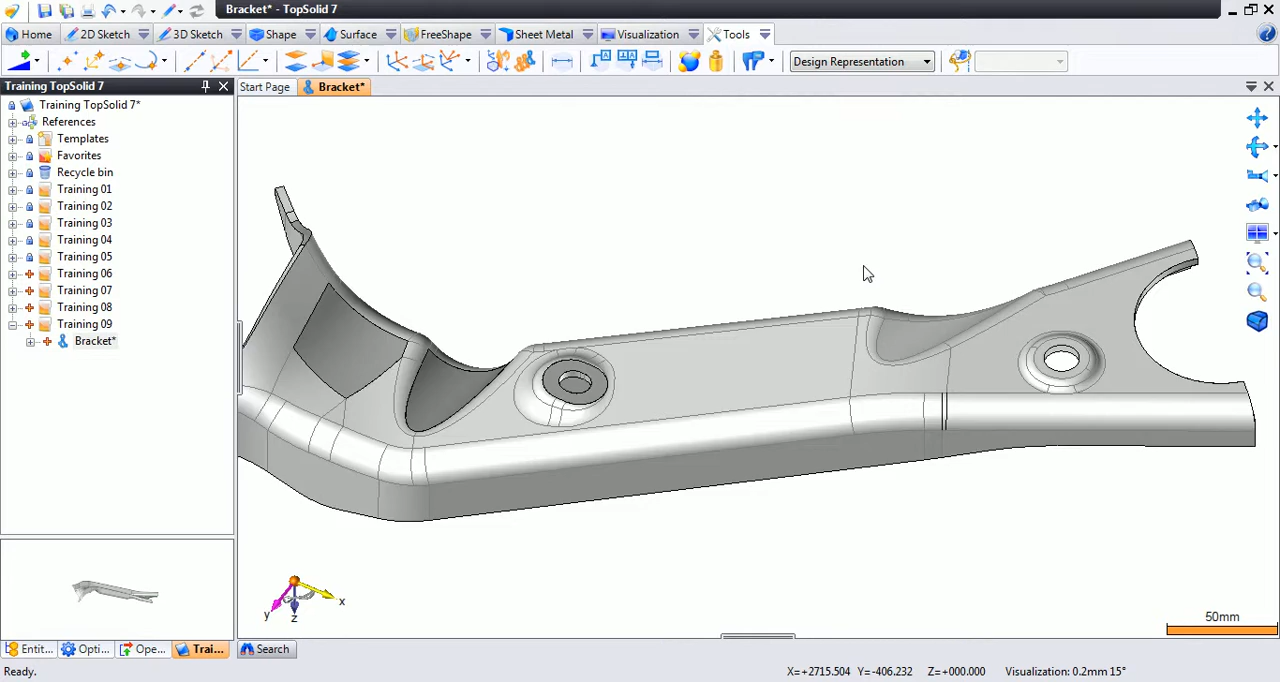 Bracket* - TopSolid 7
Home 2D Sketch 3D Sketch Shape Surface FreeShape Sheet Metal Visualization Tools
Design Representation
Training TopSolid 7
Start Page Bracket*
Training TopSolid 7*
References
Templates
Favorites
Recycle bin
Training 01
Training 02
Training 03
Training 04
Training 05
Training 06
Training 07
Training 08
Training 09
Bracket*
x
y
z
50mm
Entit... Opti... Ope... Trai... Search
Ready. X=+2715.504 Y=-406.232 Z=+000.000 Visualization: 0.2mm 15°